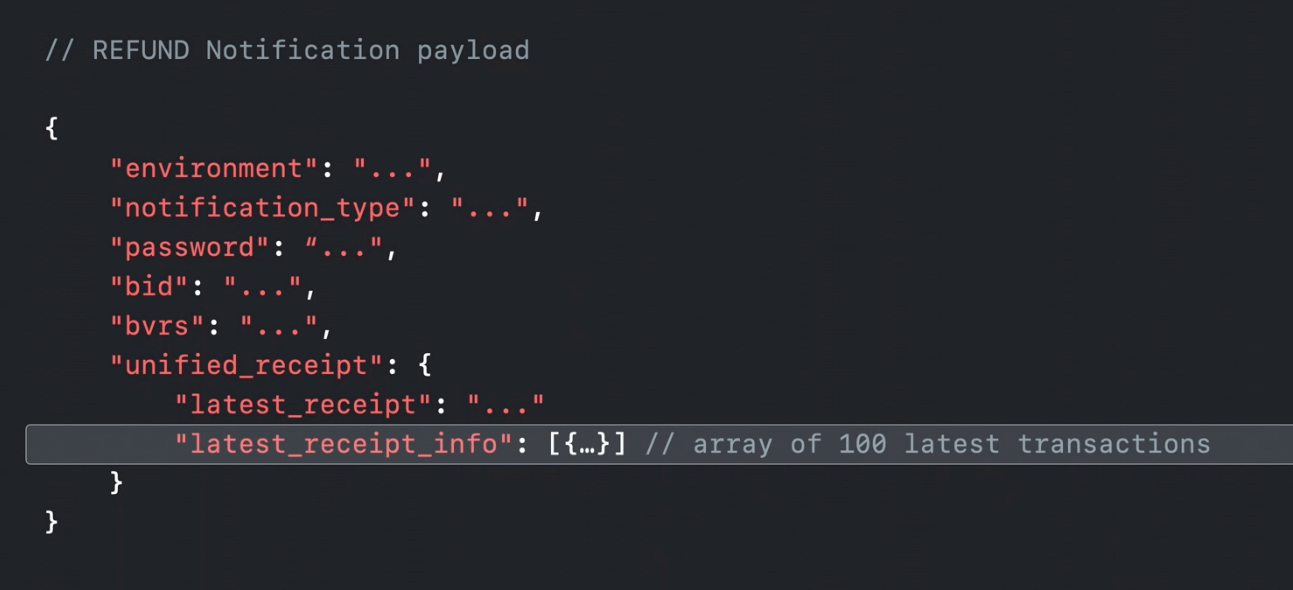 // REFUND Notification payload
{
"environment": "...",
"notification_type": "...",
"password": “...",
"bid": "...",
"bvrs": "...",
"unified_receipt": {
"latest_receipt": "..."
"latest_receipt_info": [{…}] // array of 100 latest transactions
}
}